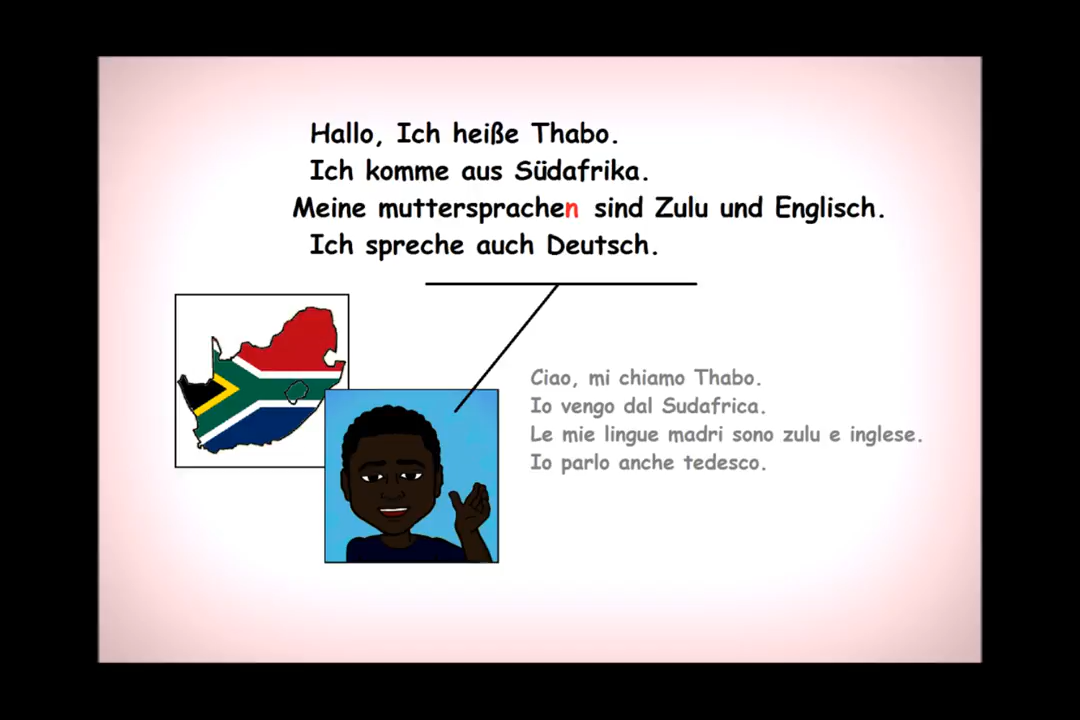 Hallo, Ich heiße Thabo.
Ich komme aus Südafrika.
Meine muttersprachen sind Zulu und Englisch.
Ich spreche auch Deutsch.
Ciao, mi chiamo Thabo.
Io vengo dal Sudafrica.
Le mie lingue madri sono zulu e inglese.
Io parlo anche tedesco.